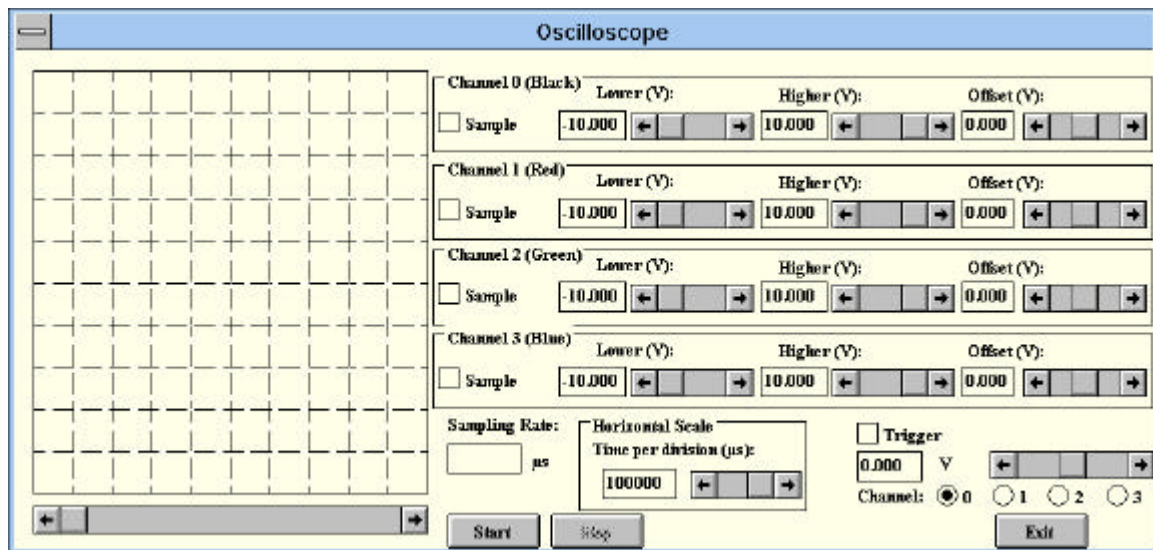 Oscilloscope
Channel 0 (Black)
Lower (V): Higher (V): Offset (V):
Sample -10.000 10.000 0.000
Channel 1 (Red)
Lower (V): Higher (V): Offset (V):
Sample -10.000 10.000 0.000
Channel 2 (Green)
Lower (V): Higher (V): Offset (V):
Sample -10.000 10.000 0.000
Channel 3 (Blue)
Lower (V): Higher (V): Offset (V):
Sample -10.000 10.000 0.000
Sampling Rate:
µs
Horizontal Scale
Time per division (µs):
100000
Trigger
0.000 V
Channel: 0 1 2 3
Start Stop Exit